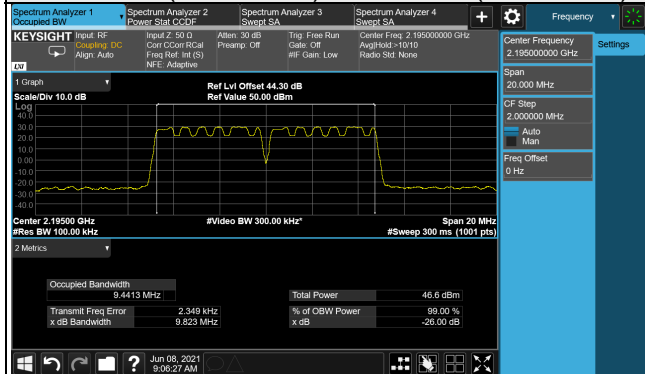 Spectrum Analyzer 1
Occupied BW
Spectrum Analyzer 2
Power Stat CCDF
Spectrum Analyzer 3
Swept SA
Spectrum Analyzer 4
Swept SA
Frequency
KEYSIGHT
Input: RF
Coupling: DC
Align: Auto
Input Z: 50 Ω
Corr CCorr RCal
Freq Ref: Int (S)
NFE: Adaptive
Atten: 30 dB
Preamp: Off
Trig: Free Run
Gate: Off
#IF Gain: Low
Center Freq: 2.195000000 GHz
Avg|Hold:>10/10
Radio Std: None
LXI
Center Frequency
2.195000000 GHz
Settings
Span
20.000 MHz
CF Step
2.000000 MHz
Auto
Man
Freq Offset
0 Hz
1 Graph
Scale/Div 10.0 dB
Ref Lvl Offset 44.30 dB
Ref Value 50.00 dBm
Log
40.0
30.0
20.0
10.0
0.00
-10.0
-20.0
-30.0
-40.0
Center 2.19500 GHz
#Video BW 300.00 kHz*
Span 20 MHz
#Res BW 100.00 kHz
#Sweep 300 ms (1001 pts)
2 Metrics
Occupied Bandwidth
9.4413 MHz
Total Power 46.6 dBm
Transmit Freq Error 2.349 kHz
% of OBW Power 99.00 %
x dB Bandwidth 9.823 MHz
x dB -26.00 dB
?
Jun 08, 2021
9:06:27 AM